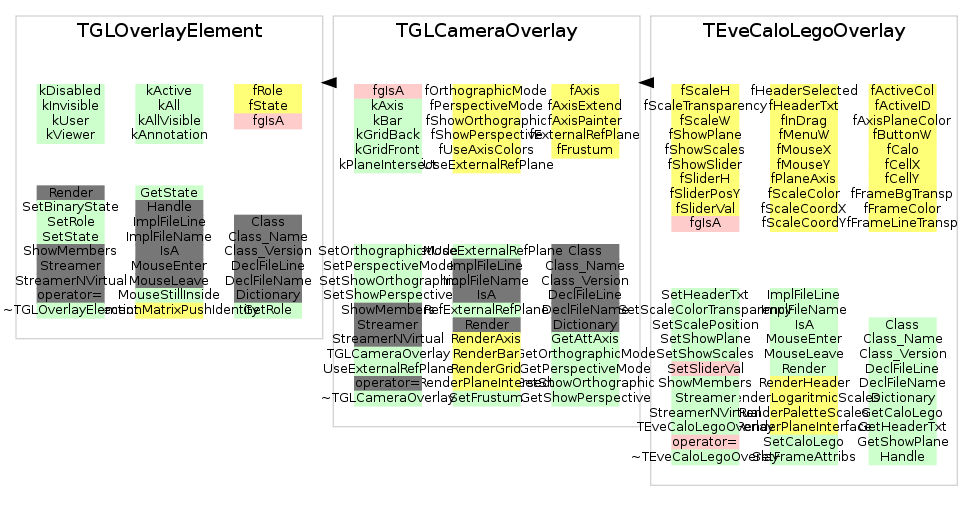 TGLOverlayElement
kDisabled
kInvisible
kUser
kViewer
kActive
kAll
kAllVisible
kAnnotation
fRole
fState
fgIsA
Render
SetBinaryState
SetRole
SetState
ShowMembers
Streamer
StreamerNVirtual
operator=
~TGLOverlayElement
GetState
Handle
ImplFileLine
ImplFileName
IsA
MouseEnter
MouseLeave
MouseStillInside
Class
Class_Name
Class_Version
DeclFileLine
DeclFileName
Dictionary
GetRole
TGLCameraOverlay
fgIsA
kAxis
kBar
kGridBack
kGridFront
kPlaneIntersect
fOrthographicMode
fPerspectiveMode
fShowOrthographic
fShowPerspective
fUseAxisColors
fUseExternalRefPlane
fAxis
fAxisExtend
fAxisPainter
fExternalRefPlane
fFrustum
SetOrthographicMode
SetPerspectiveMode
SetShowOrthographic
SetShowPerspective
ShowMembers
Streamer
StreamerNVirtual
TGLCameraOverlay
UseExternalRefPlane
operator=
~TGLCameraOverlay
ImplFileLine
ImplFileName
IsA
Render
RenderAxis
RenderBar
RenderGrid
RenderPlaneIntersect
SetFrustum
Class
Class_Name
Class_Version
DeclFileLine
DeclFileName
Dictionary
GetAttAxis
GetOrthographicMode
GetPerspectiveMode
GetShowOrthographic
GetShowPerspective
TEveCaloLegoOverlay
fScaleH
fScaleTransparency
fScaleW
fShowPlane
fShowScales
fShowSlider
fSliderH
fSliderPosY
fSliderVal
fgIsA
fHeaderSelected
fHeaderTxt
fInDrag
fMenuW
fMouseX
fMouseY
fPlaneAxis
fScaleColor
fScaleCoordX
fScaleCoordY
fActiveCol
fActiveID
fAxisPlaneColor
fButtonW
fCalo
fCellX
fCellY
fFrameBgTransp
fFrameColor
fFrameLineTransp
SetHeaderTxt
SetScaleColorTransparency
SetScalePosition
SetShowPlane
SetShowScales
SetSliderVal
ShowMembers
Streamer
StreamerNVirtual
TEveCaloLegoOverlay
operator=
~TEveCaloLegoOverlay
ImplFileLine
ImplFileName
IsA
MouseEnter
MouseLeave
Render
RenderHeader
RenderLogaritmicScales
RenderPaletteScales
RenderPlaneInterface
SetCaloLego
SetFrameAttribs
Class
Class_Name
Class_Version
DeclFileLine
DeclFileName
Dictionary
GetCaloLego
GetHeaderTxt
GetShowPlane
Handle